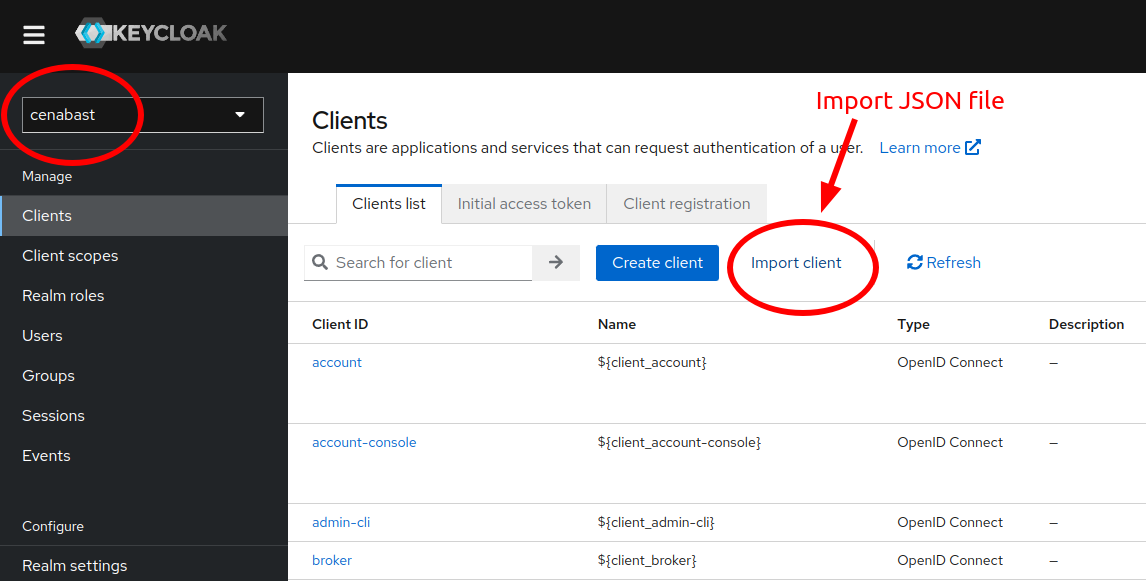 KEYCLOAK
cenabast
Manage
Clients
Client scopes
Realm roles
Users
Groups
Sessions
Events
Configure
Realm settings
Import JSON file
Clients
Clients are applications and services that can request authentication of a user. Learn more
Clients list Initial access token Client registration
Search for client Create client Import client Refresh
Client ID Name Type Description
account ${client_account} OpenID Connect –
account-console ${client_account-console} OpenID Connect –
admin-cli ${client_admin-cli} OpenID Connect –
broker ${client_broker} OpenID Connect –